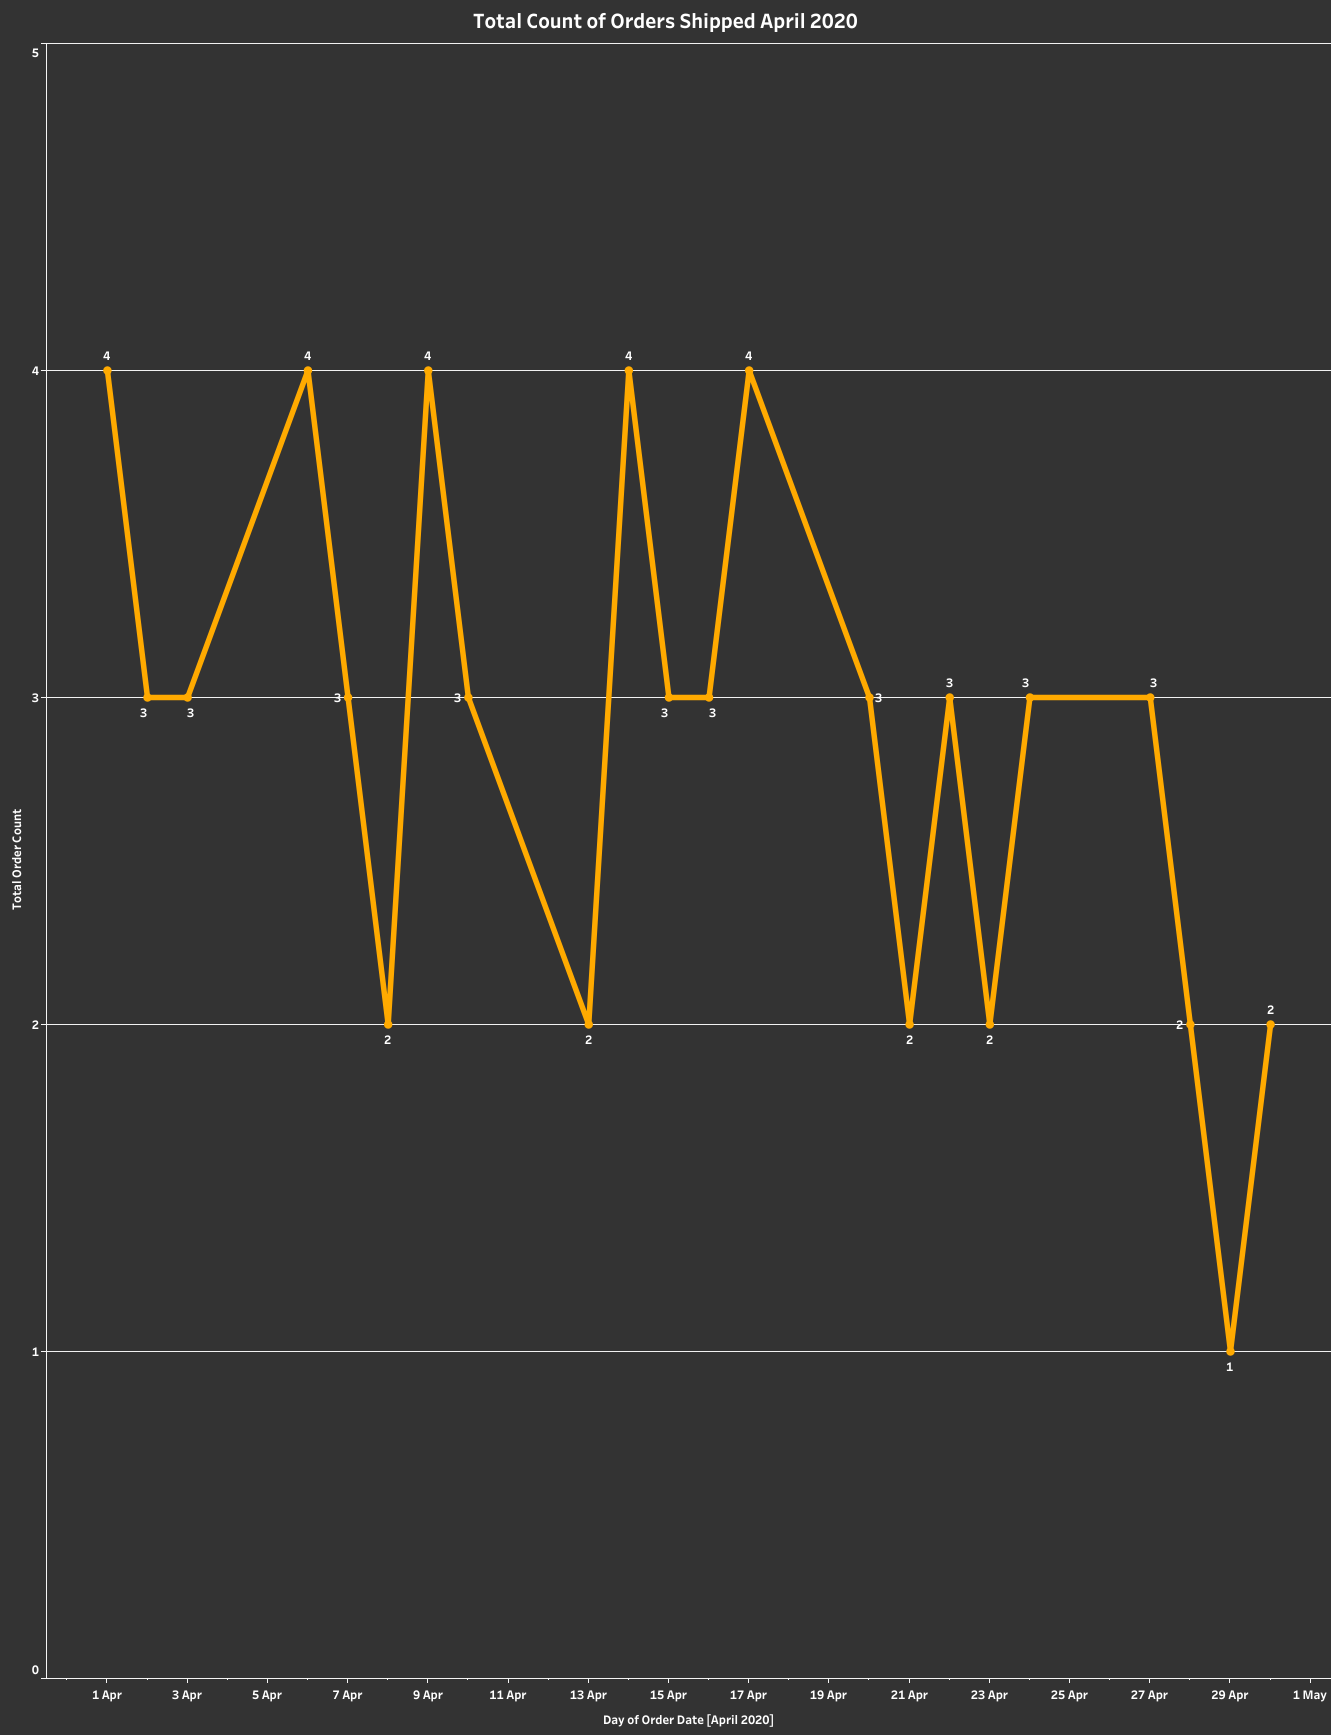 Total Count of Orders Shipped April 2020
5
4 4 4 4 4
4
3 3 3
3 3 3 3
3 3 3 3 3
2
2 2
2 2 2 2
1
1
0
Total Order Count
1 Apr 3 Apr 5 Apr 7 Apr 9 Apr 11 Apr 13 Apr 15 Apr 17 Apr 19 Apr 21 Apr 23 Apr 25 Apr 27 Apr 29 Apr 1 May
Day of Order Date [April 2020]